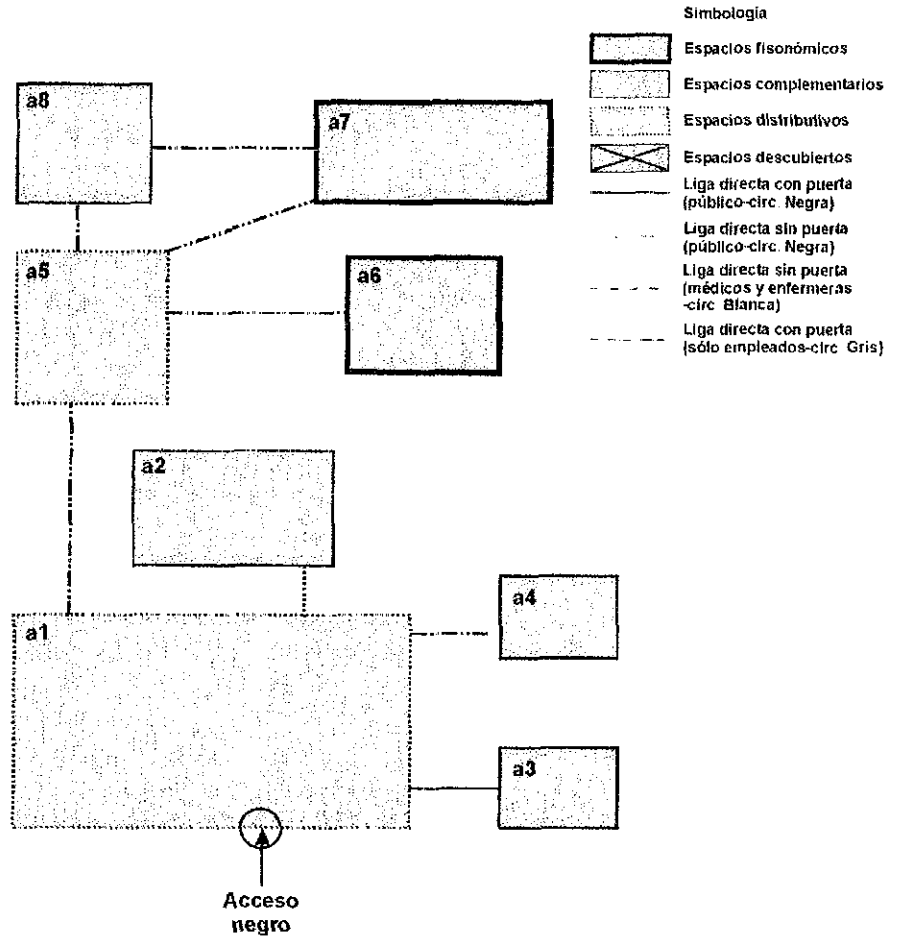 Simbología
Espacios fisonómicos
Espacios complementarios
Espacios distributivos
Espacios descubiertos
Liga directa con puerta
(público-circ. Negra)
Liga directa sin puerta
(público-circ. Negra)
Liga directa sin puerta
(médicos y enfermeras
-circ Blanca)
Liga directa con puerta
(sólo empleados-circ Gris)
a8
a7
a5
a6
a2
a4
a1
a3
Acceso
negro